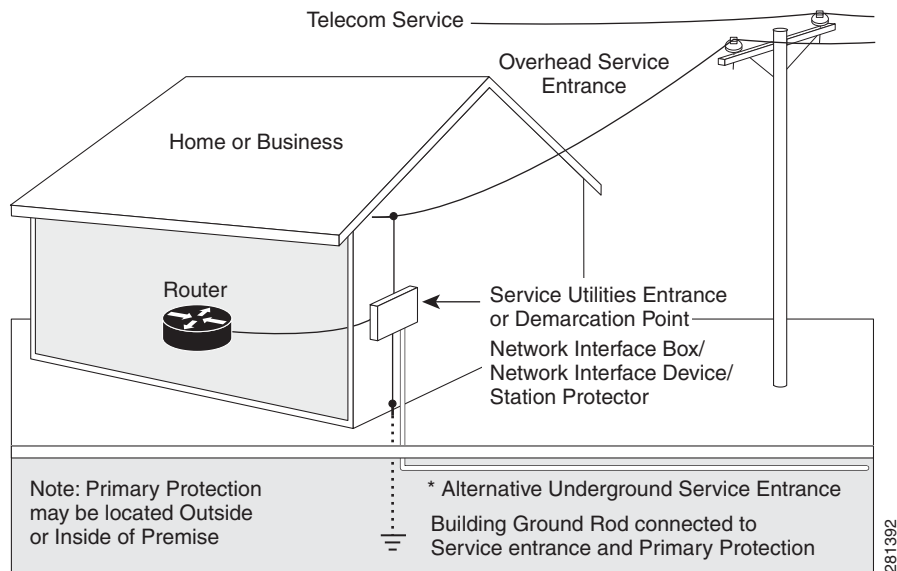 Telecom Service
Overhead Service
Entrance
Home or Business
Router
Service Utilities Entrance
or Demarcation Point
Network Interface Box/
Network Interface Device/
Station Protector
Note: Primary Protection
may be located Outside
or Inside of Premise
* Alternative Underground Service Entrance
Building Ground Rod connected to
Service entrance and Primary Protection
281392